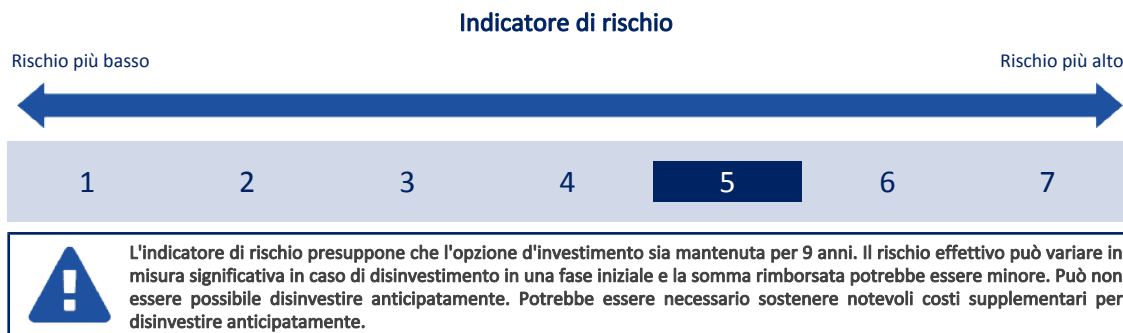 Indicatore di rischio
Rischio più basso
Rischio più alto
1 2 3 4 5 6 7
L'indicatore di rischio presuppone che l'opzione d'investimento sia mantenuta per 9 anni. Il rischio effettivo può variare in
misura significativa in caso di disinvestimento in una fase iniziale e la somma rimborsata potrebbe essere minore. Può non
essere possibile disinvestire anticipatamente. Potrebbe essere necessario sostenere notevoli costi supplementari per
disinvestire anticipatamente.